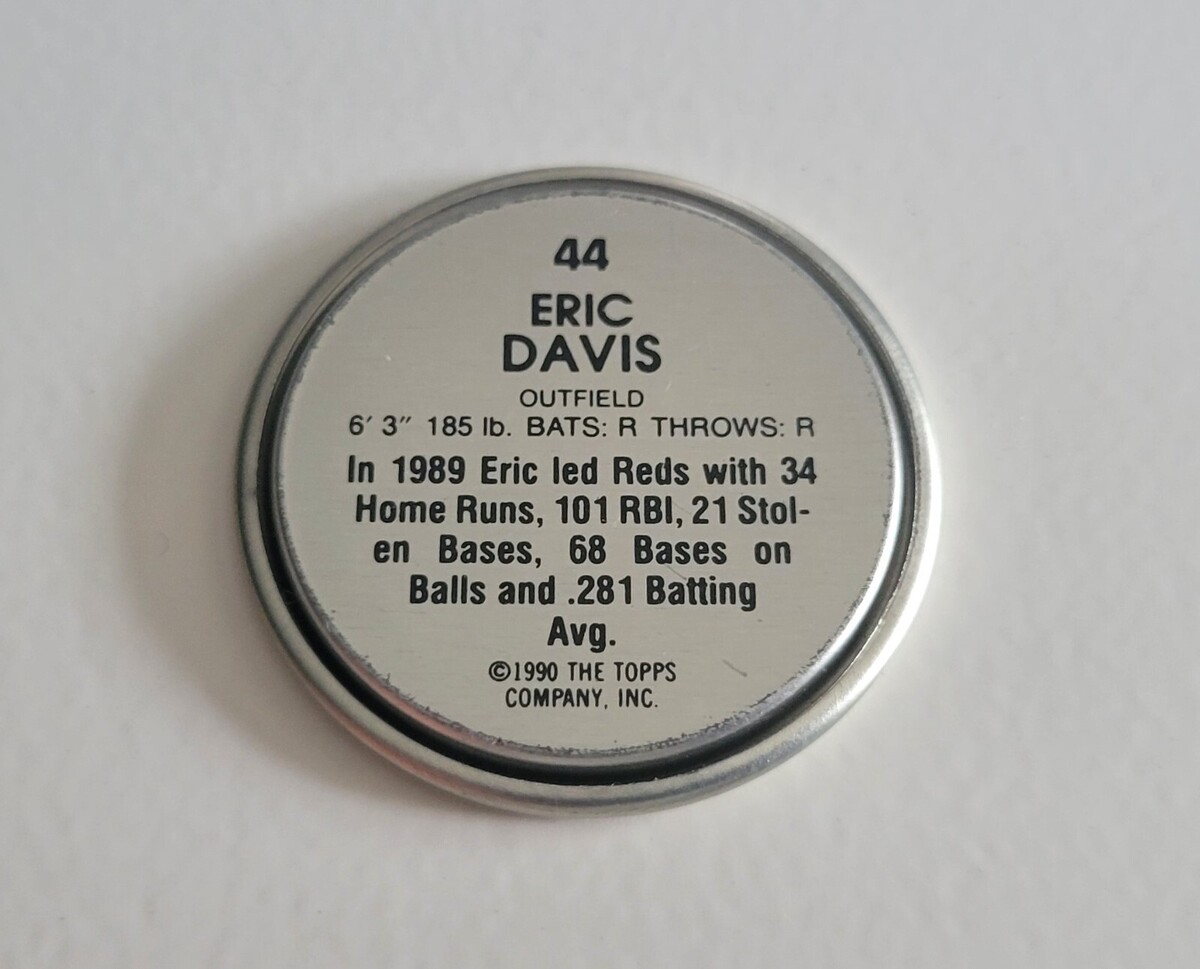 44
ERIC
DAVIS
OUTFIELD
6′ 3″ 185 lb. BATS: R THROWS: R
In 1989 Eric led Reds with 34
Home Runs, 101 RBI, 21 Stol-
en Bases, 68 Bases on
Balls and .281 Batting
Avg.
©1990 THE TOPPS
COMPANY, INC.